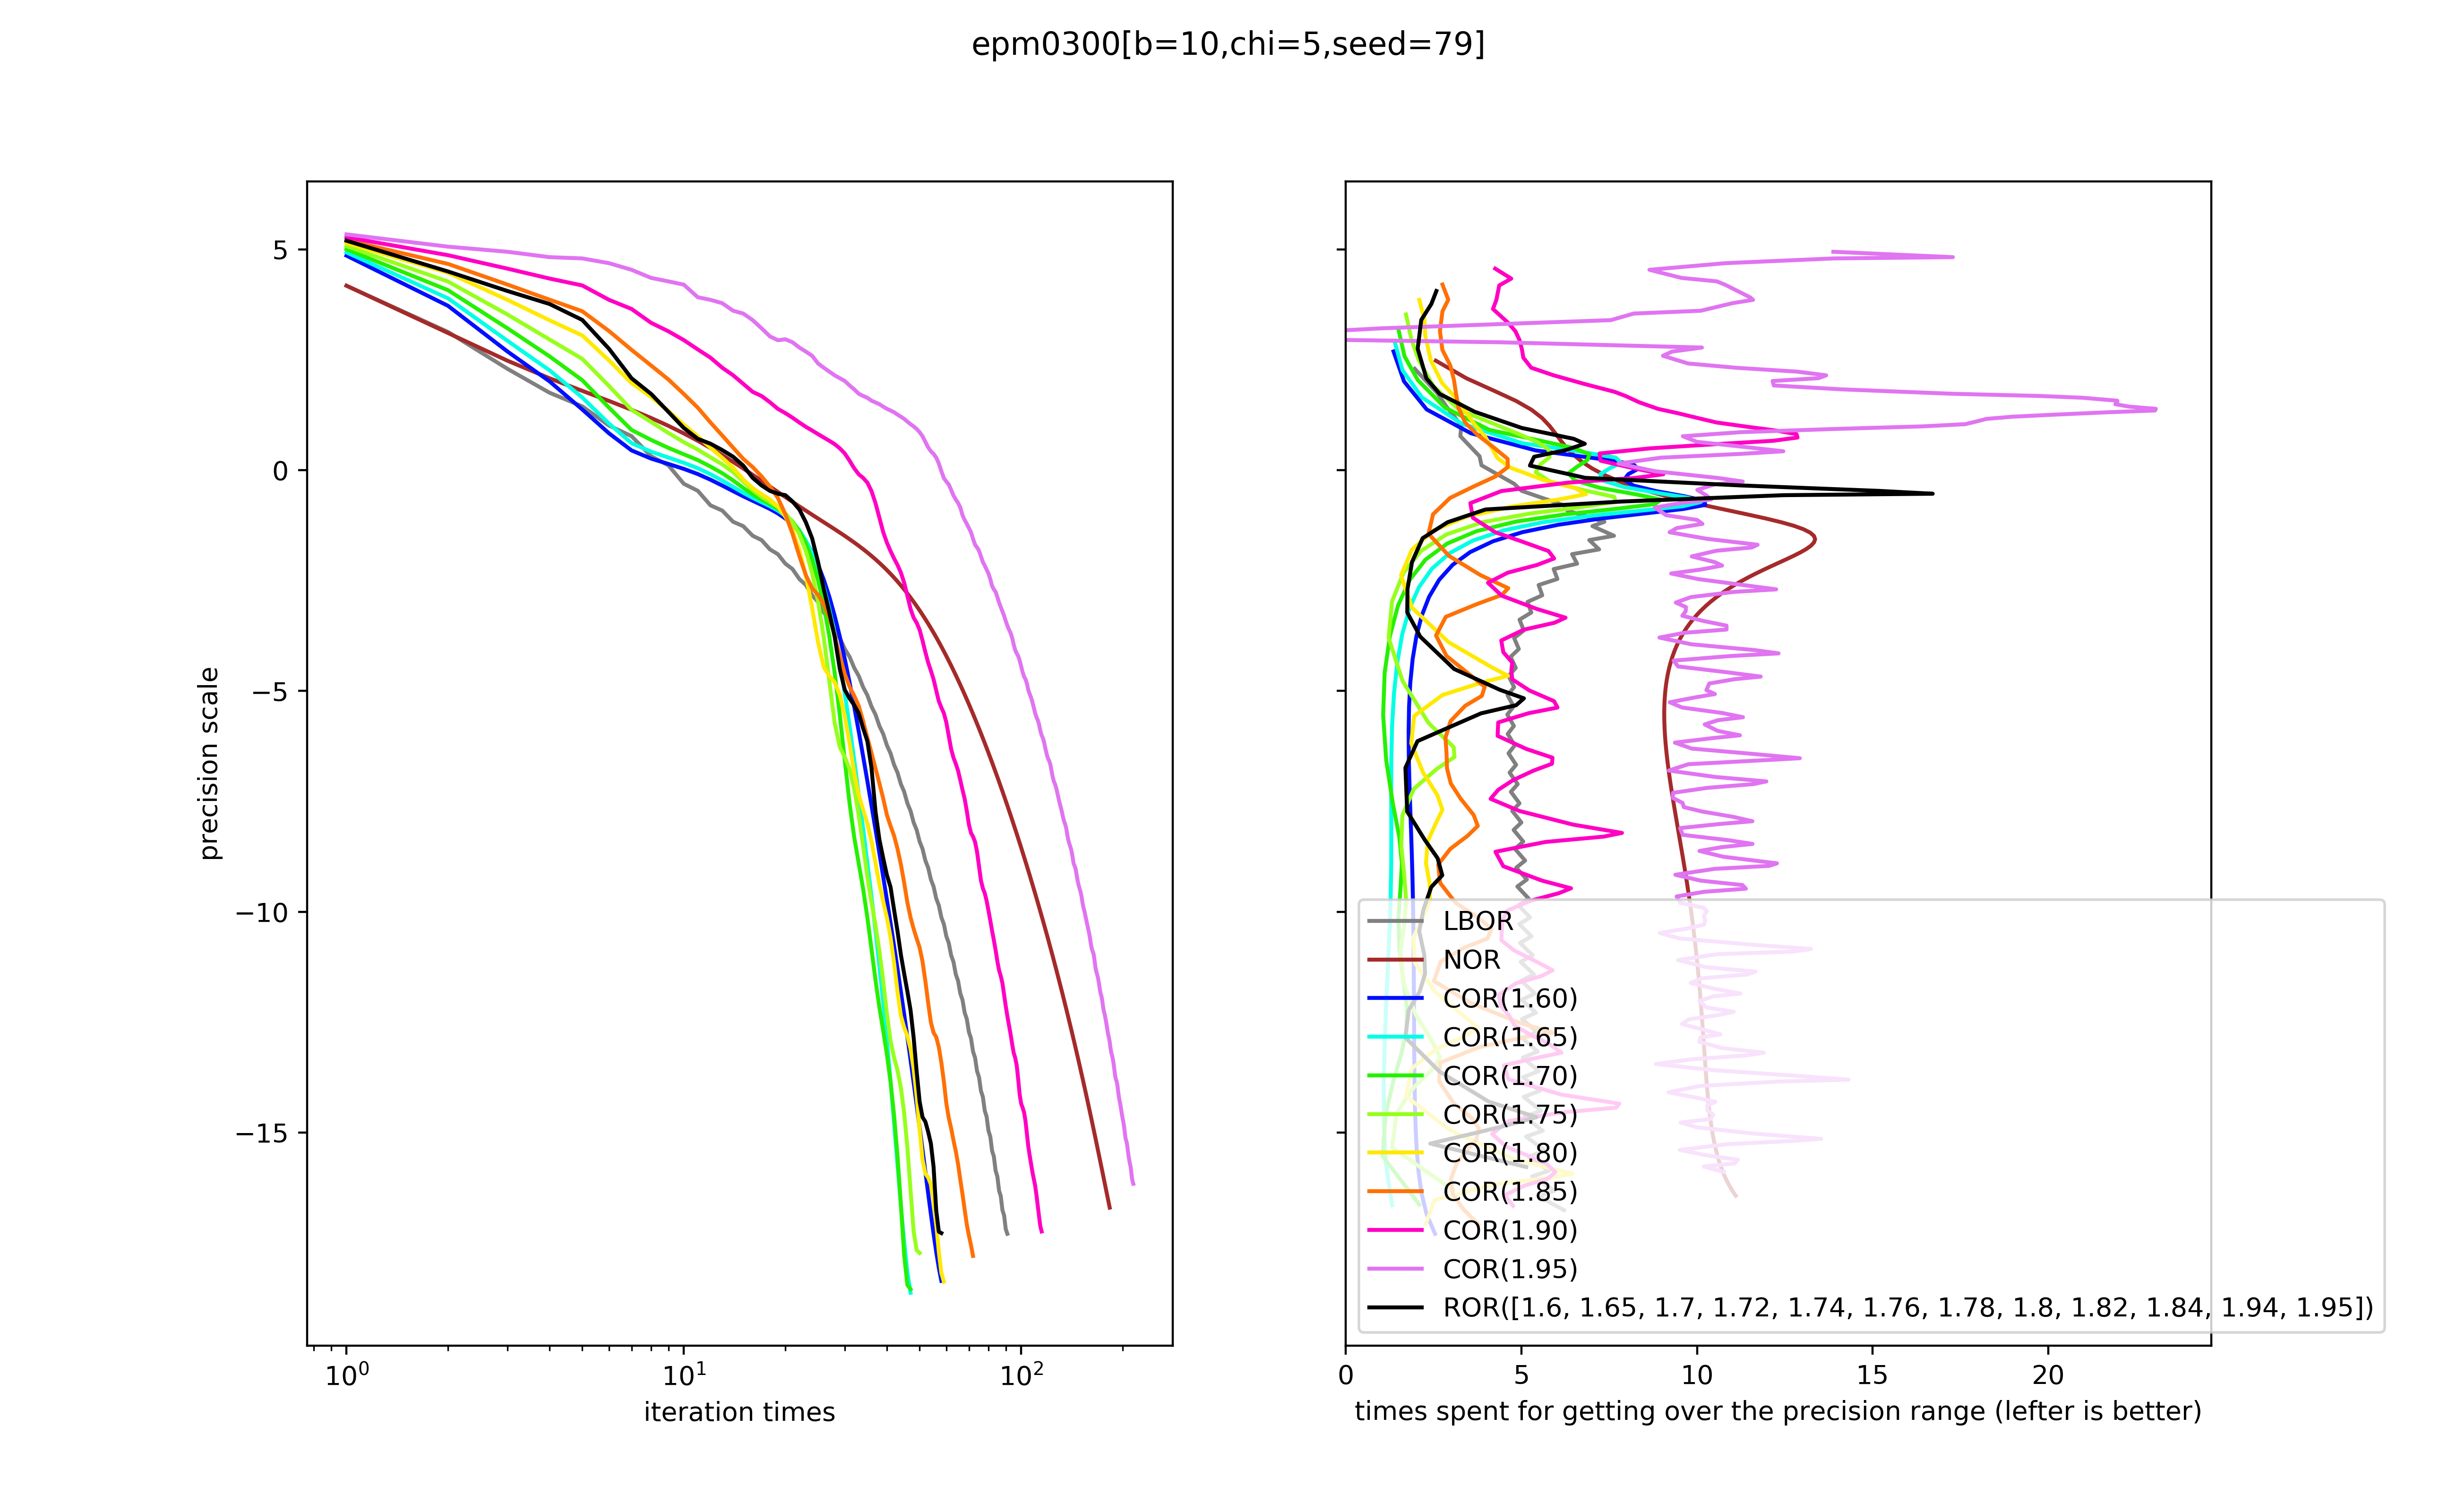 epm0300[b=10,chi=5,seed=79]
precision scale
5
0
−5
−10
−15
10⁰ 10¹ 10²
iteration times
LBOR
NOR
COR(1.60)
COR(1.65)
COR(1.70)
COR(1.75)
COR(1.80)
COR(1.85)
COR(1.90)
COR(1.95)
ROR([1.6, 1.65, 1.7, 1.72, 1.74, 1.76, 1.78, 1.8, 1.82, 1.84, 1.94, 1.95])
0 5 10 15 20
times spent for getting over the precision range (lefter is better)